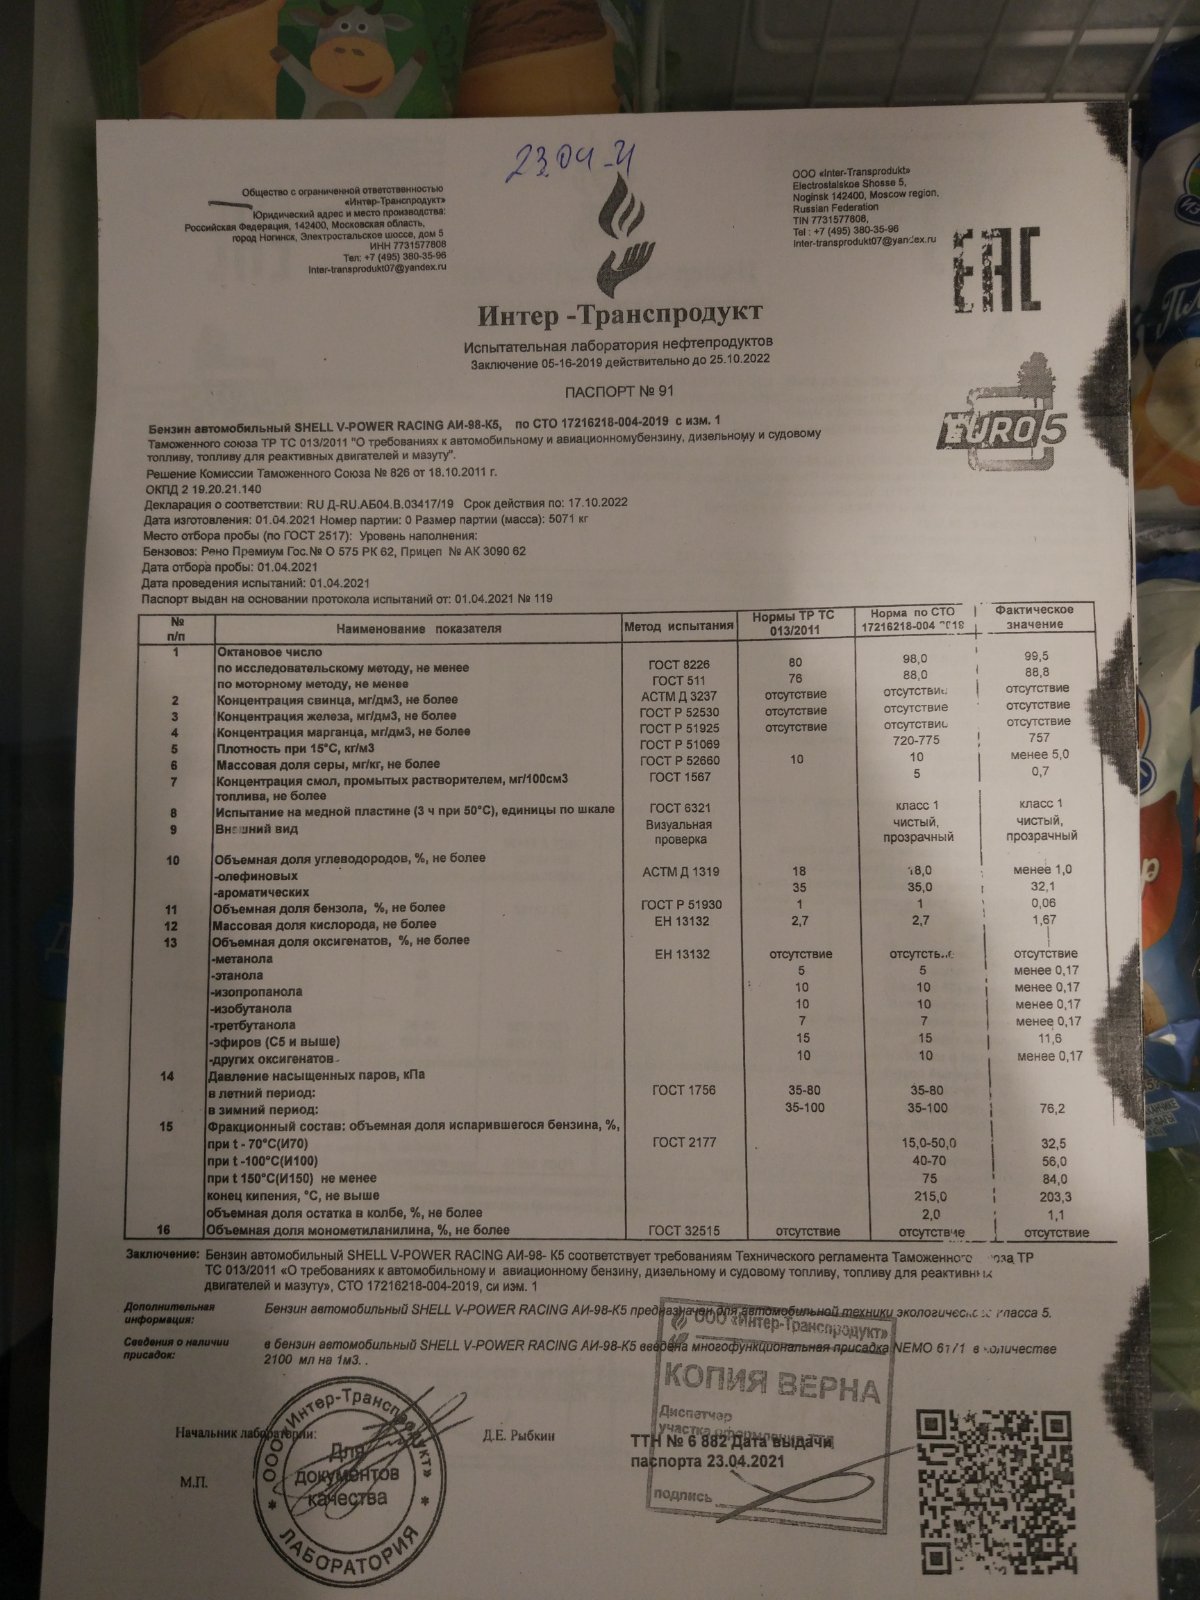 23.04-21
Общество с ограниченной ответственностью
«Интер-Транспродукт»
Юридический адрес и место производства:
Российская Федерация, 142400, Московская область,
город Ногинск, Электростальское шоссе, дом 5
ИНН 7731577808
Тел: +7 (495) 380-35-96
Inter-transprodukt07@yandex.ru
ООО «Inter-Transprodukt»
Electrostalskoe Shosse 5,
Noginsk 142400, Moscow region,
Russian Federation
TIN 7731577808,
Tel : +7 (495) 380-35-96
Inter-transprodukt07@yandex.ru
ЕАС
Интер -Транспродукт
Испытательная лаборатория нефтепродуктов
Заключение 05-16-2019 действительно до 25.10.2022
ПАСПОРТ № 91
EURO5
Бензин автомобильный SHELL V-POWER RACING АИ-98-К5, по СТО 17216218-004-2019 с изм. 1
Таможенного союза ТР ТС 013/2011 "О требованиях к автомобильному и авиационномубензину, дизельному и судовому
топливу, топливу для реактивных двигателей и мазуту".
Решение Комиссии Таможенного Союза № 826 от 18.10.2011 г.
ОКПД 2 19.20.21.140
Декларация о соответствии: RU Д-RU.АБ04.В.03417/19 Срок действия по: 17.10.2022
Дата изготовления: 01.04.2021 Номер партии: 0 Размер партии (масса): 5071 кг
Место отбора пробы (по ГОСТ 2517): Уровень наполнения:
Бензовоз: Рено Премиум Гос.№ О 575 РК 62, Прицеп № АК 3090 62
Дата отбора пробы: 01.04.2021
Дата проведения испытаний: 01.04.2021
Паспорт выдан на основании протокола испытаний от: 01.04.2021 № 119
№ п/п Наименование показателя Метод испытания Нормы ТР ТС 013/2011 Норма по СТО 17216218-004 Фактическое значение
1 Октановое число
по исследовательскому методу, не менее ГОСТ 8226 80 98,0 99,5
по моторному методу, не менее ГОСТ 511 76 88,0 88,8
2 Концентрация свинца, мг/дм3, не более АСТМ Д 3237 отсутствие отсутствие отсутствие
3 Концентрация железа, мг/дм3, не более ГОСТ Р 52530 отсутствие отсутствие отсутствие
4 Концентрация марганца, мг/дм3, не более ГОСТ Р 51925 отсутствие отсутствие отсутствие
5 Плотность при 15°С, кг/м3 ГОСТ Р 51069 720-775 757
6 Массовая доля серы, мг/кг, не более ГОСТ Р 52660 10 10 менее 5,0
7 Концентрация смол, промытых растворителем, мг/100см3 ГОСТ 1567 5 0,7
топлива, не более
8 Испытание на медной пластине (3 ч при 50°С), единицы по шкале ГОСТ 6321 класс 1 класс 1
9 Внешний вид Визуальная проверка чистый, прозрачный чистый, прозрачный
10 Объемная доля углеводородов, %, не более
-олефиновых АСТМ Д 1319 18 18,0 менее 1,0
-ароматических 35 35,0 32,1
11 Объемная доля бензола, %, не более ГОСТ Р 51930 1 1 0,06
12 Массовая доля кислорода, не более ЕН 13132 2,7 2,7 1,67
13 Объемная доля оксигенатов, %, не более
-метанола ЕН 13132 отсутствие отсутствие отсутствие
-этанола 5 5 менее 0,17
-изопропанола 10 10 менее 0,17
-изобутанола 10 10 менее 0,17
-третбутанола 7 7 менее 0,17
-эфиров (С5 и выше) 15 15 11,6
-других оксигенатов 10 10 менее 0,17
14 Давление насыщенных паров, кПа
в летний период: ГОСТ 1756 35-80 35-80
в зимний период: 35-100 35-100 76,2
15 Фракционный состав: объемная доля испарившегося бензина, %,
при t - 70°С(И70) ГОСТ 2177 15,0-50,0 32,5
при t -100°С(И100) 40-70 56,0
при t 150°С(И150) не менее 75 84,0
конец кипения, °С, не выше 215,0 203,3
объемная доля остатка в колбе, %, не более 2,0 1,1
16 Объемная доля монометиланилина, %, не более ГОСТ 32515 отсутствие отсутствие отсутствие
Заключение: Бензин автомобильный SHELL V-POWER RACING АИ-98- К5 соответствует требованиям Технического регламента Таможенного союза ТР
ТС 013/2011 «О требованиях к автомобильному и авиационному бензину, дизельному и судовому топливу, топливу для реактивных
двигателей и мазуту», СТО 17216218-004-2019, си изм. 1
Дополнительная информация: Бензин автомобильный SHELL V-POWER RACING АИ-98-К5 предназначен для автомобильной техники экологического класса 5.
Сведения о наличии присадок: в бензин автомобильный SHELL V-POWER RACING АИ-98-К5 введена многофункциональная присадка NEMO 61/1 в количестве
2100 мл на 1м3. .
ООО «Интер-Транспродукт»
КОПИЯ ВЕРНА
Диспетчер
участка оформления ТТД
подпись
Начальник лаборатории: Д.Е. Рыбкин
М.П.
ООО «Интер-Транспродукт»
Для
документов
качества
* ЛАБОРАТОРИЯ *
ТТН № 6 882 Дата выдачи
паспорта 23.04.2021